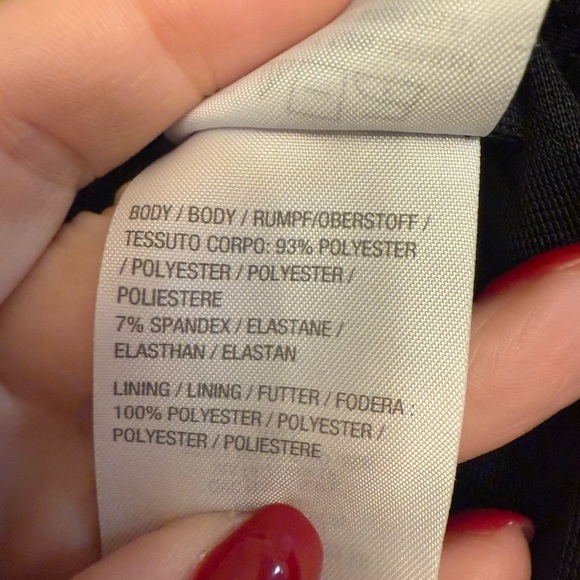 BODY / BODY / RUMPF/OBERSTOFF /
TESSUTO CORPO: 93% POLYESTER
/ POLYESTER / POLYESTER /
POLIESTERE
7% SPANDEX / ELASTANE /
ELASTHAN / ELASTAN
LINING / LINING / FUTTER / FODERA :
100% POLYESTER / POLYESTER /
POLYESTER / POLIESTERE